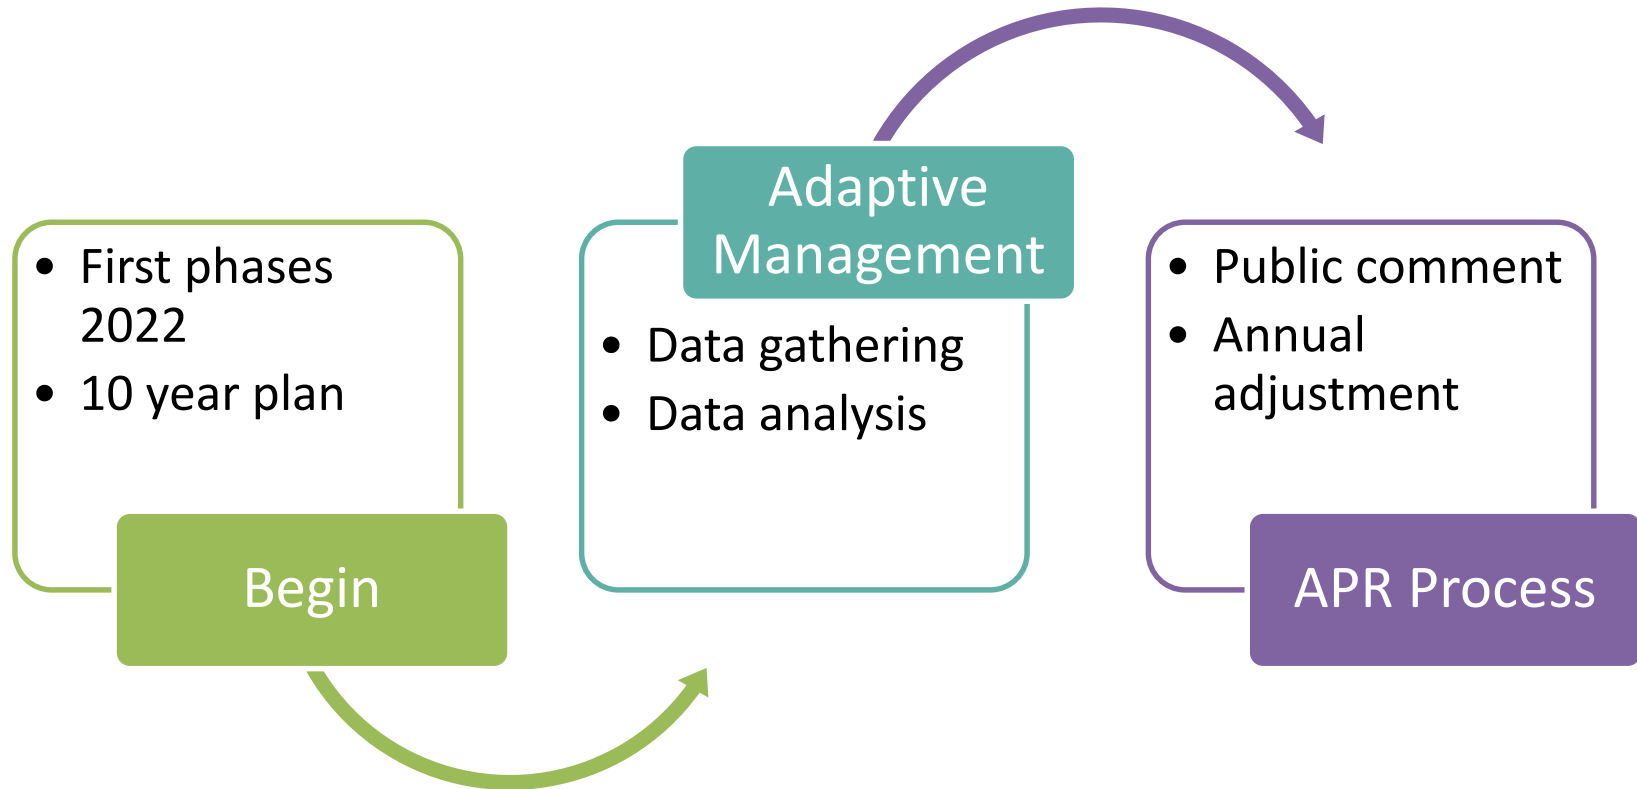 • First phases
2022
• 10 year plan
Begin
Adaptive
Management
• Data gathering
• Data analysis
• Public comment
• Annual
adjustment
APR Process